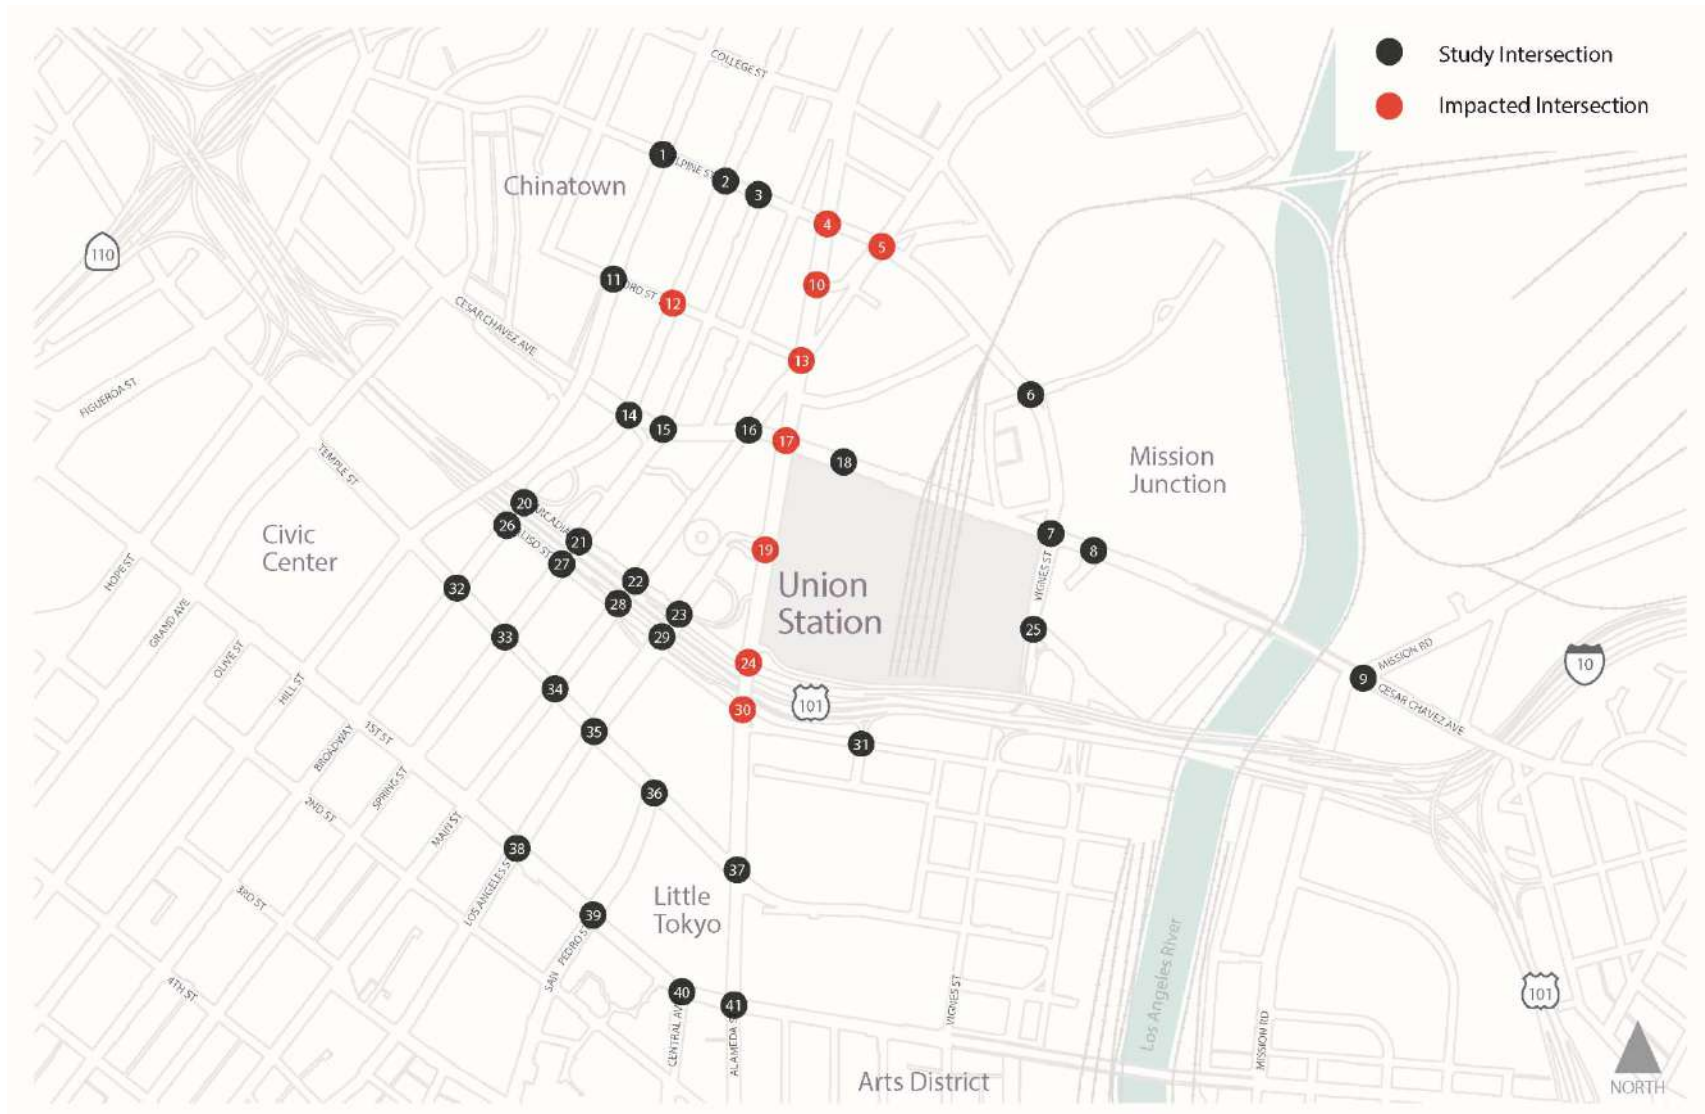 Study Intersection
Impacted Intersection
COLLEGE ST
1
LPINE ST
2
3
Chinatown
4
5
110
11
ORD ST
12
10
CESAR CHAVEZ AVE
13
FIGUEROA ST
6
14
15
16
17
18
TEMPLE ST
Mission
Junction
20
RCADIA
26
LISO ST
21
27
Civic
Center
19
7
8
HOPE ST
22
28
VIGNES ST
32
Union
Station
23
29
25
GRAND AVE
33
OLIVE ST
24
MISSION RD
10
9
HILL ST
34
30
101
CESAR CHAVEZ AVE
1ST ST
35
31
BROADWAY
SPRING ST
36
2ND ST
MAIN ST
38
37
LOS ANGELES S
3RD ST
Little
Tokyo
39
SAN PEDRO S
4TH ST
40
41
CENTRAL AV
ALAMEDA S
VIGNES ST
Los Angeles River
MISSION RD
101
Arts District
NORTH